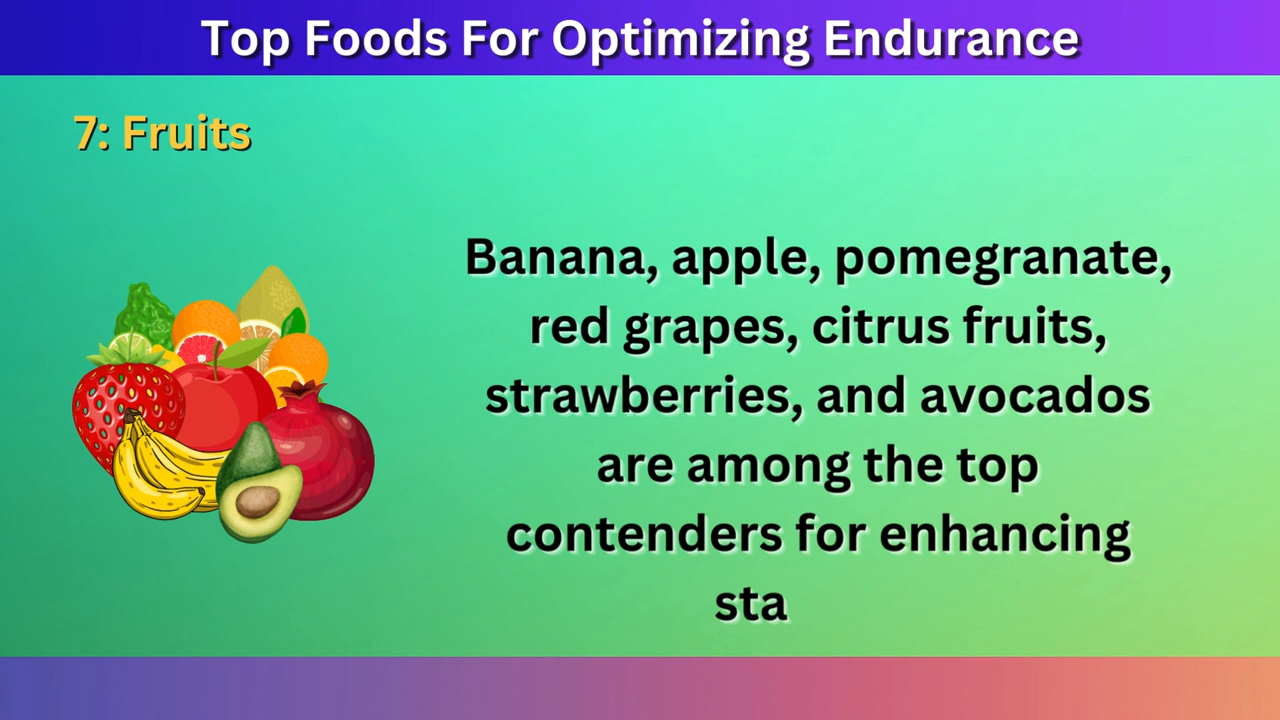 Top Foods For Optimizing Endurance
7: Fruits
Banana, apple, pomegranate,
red grapes, citrus fruits,
strawberries, and avocados
are among the top
contenders for enhancing
sta